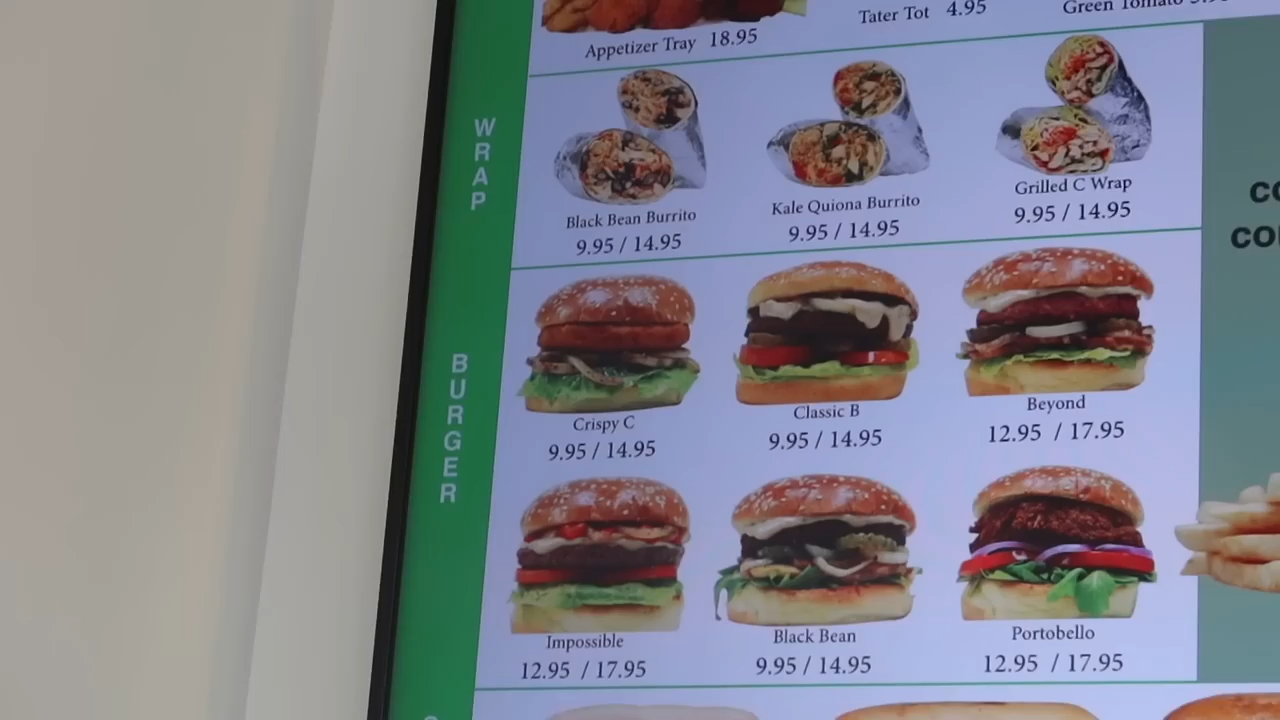 Appetizer Tray 18.95
Tater Tot 4.95
Green Tomato
WRAP
Black Bean Burrito
9.95 / 14.95
Kale Quiona Burrito
9.95 / 14.95
Grilled C Wrap
9.95 / 14.95
BURGER
Crispy C
9.95 / 14.95
Classic B
9.95 / 14.95
Beyond
12.95 / 17.95
Impossible
12.95 / 17.95
Black Bean
9.95 / 14.95
Portobello
12.95 / 17.95